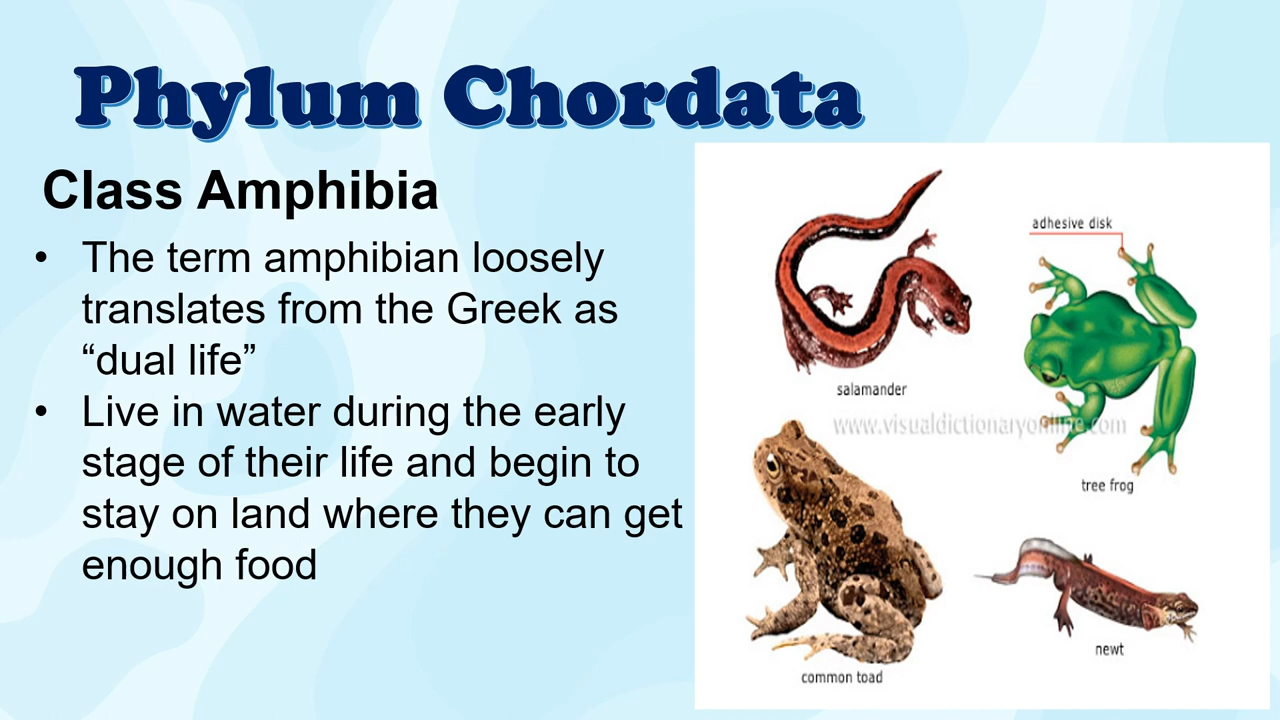 Phylum Chordata
Class Amphibia
• The term amphibian loosely
translates from the Greek as
“dual life”
• Live in water during the early
stage of their life and begin to
stay on land where they can get
enough food
adhesive disk
salamander
www.visualdictionaryonline.com
tree frog
newt
common toad